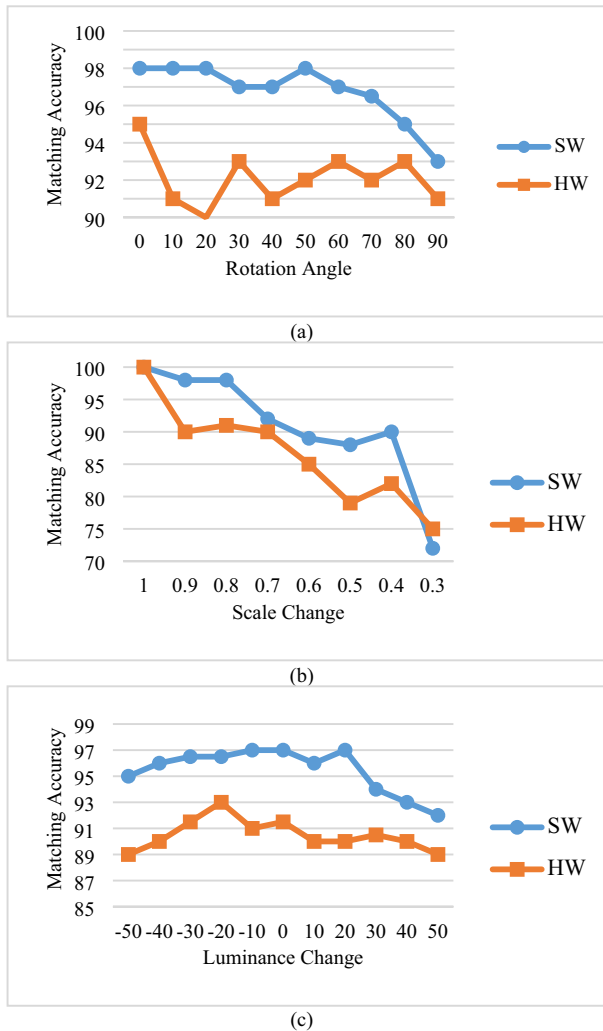 100
98
96
94
92
90
Matching Accuracy
0 10 20 30 40 50 60 70 80 90
Rotation Angle
SW
HW
(a)
100
95
90
85
80
75
70
Matching Accuracy
1 0.9 0.8 0.7 0.6 0.5 0.4 0.3
Scale Change
SW
HW
(b)
99
97
95
93
91
89
87
85
Matching Accuracy
-50 -40 -30 -20 -10 0 10 20 30 40 50
Luminance Change
SW
HW
(c)